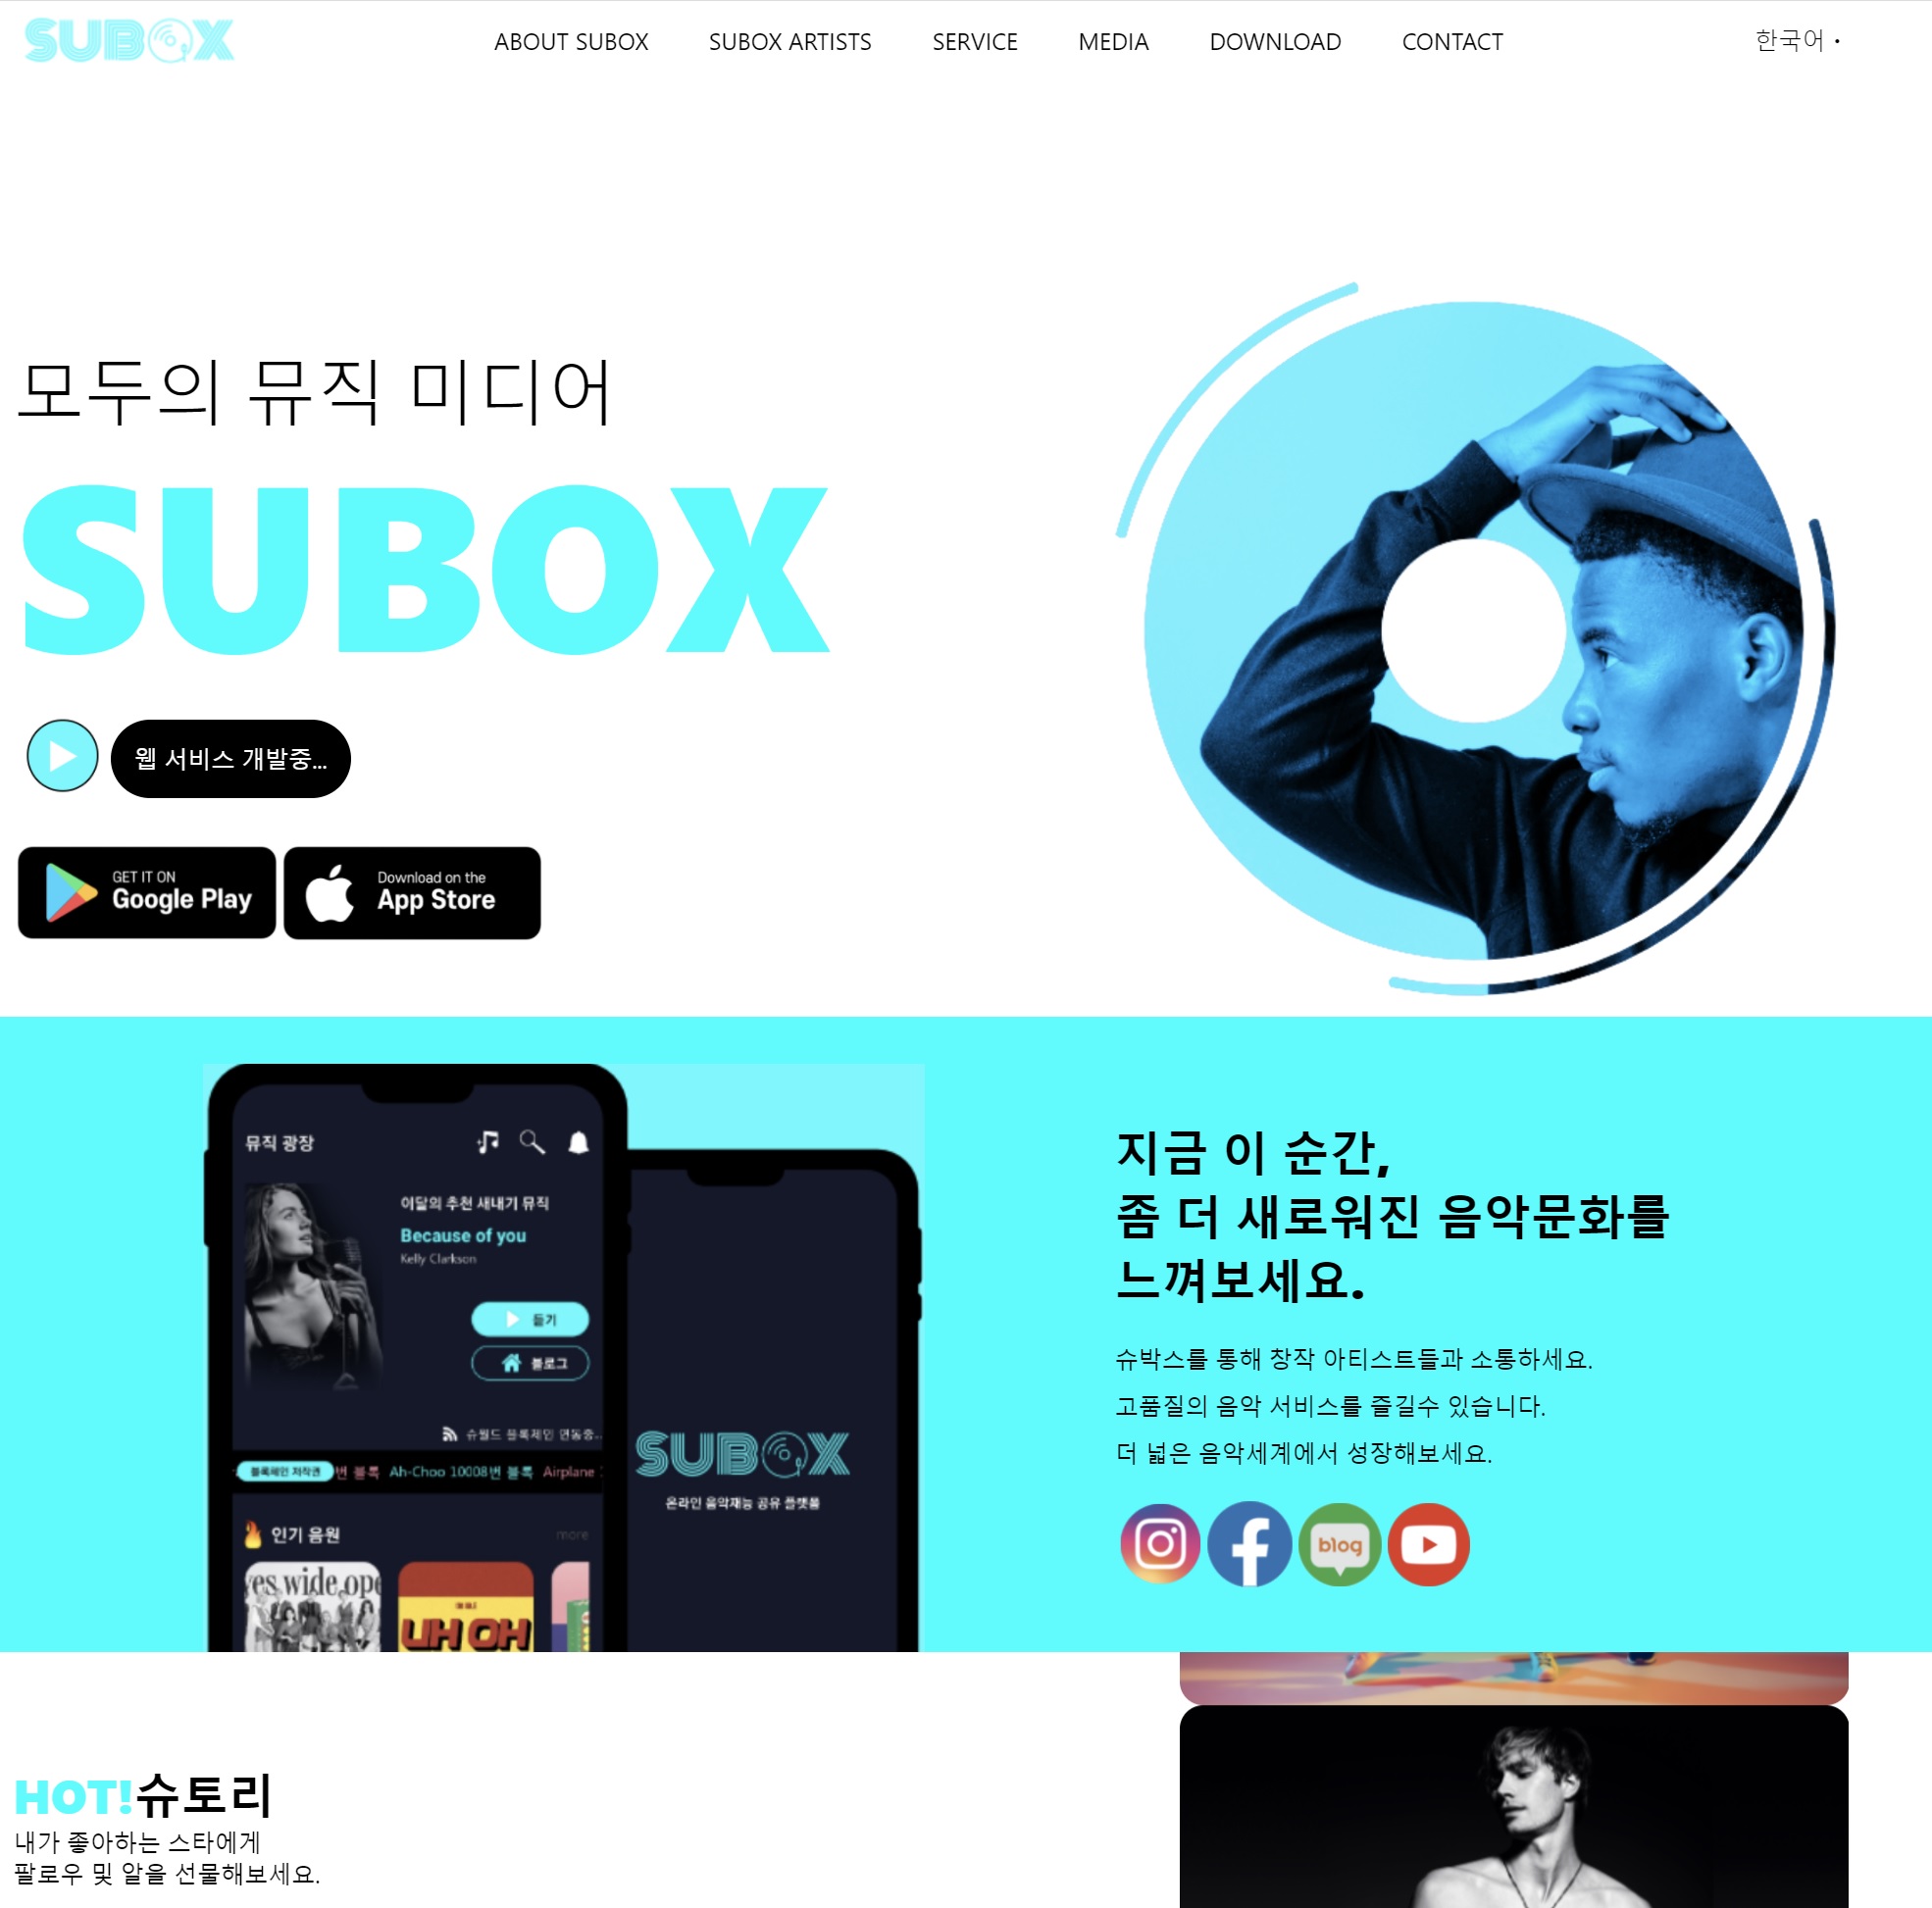 SUBOX
ABOUT SUBOX SUBOX ARTISTS SERVICE MEDIA DOWNLOAD CONTACT 한국어
모두의 뮤직 미디어
SUBOX
웹 서비스 개발중...
GET IT ON
Google Play
Download on the
App Store
뮤직 광장
이달의 추천 새내기 뮤직
Because of you
Kelly Clarkson
듣기
블로그
슈월드 블록체인 연동중..
블록체인 저작권 번 블록 Ah-Choo 10008번 블록 Airplane
인기 음원 more
yes wide ope
UH OH
SUBOX
온라인 음악재능 공유 플랫폼
지금 이 순간,
좀 더 새로워진 음악문화를
느껴보세요.
슈박스를 통해 창작 아티스트들과 소통하세요.
고품질의 음악 서비스를 즐길수 있습니다.
더 넓은 음악세계에서 성장해보세요.
blog
HOT!슈토리
내가 좋아하는 스타에게
팔로우 및 알을 선물해보세요.